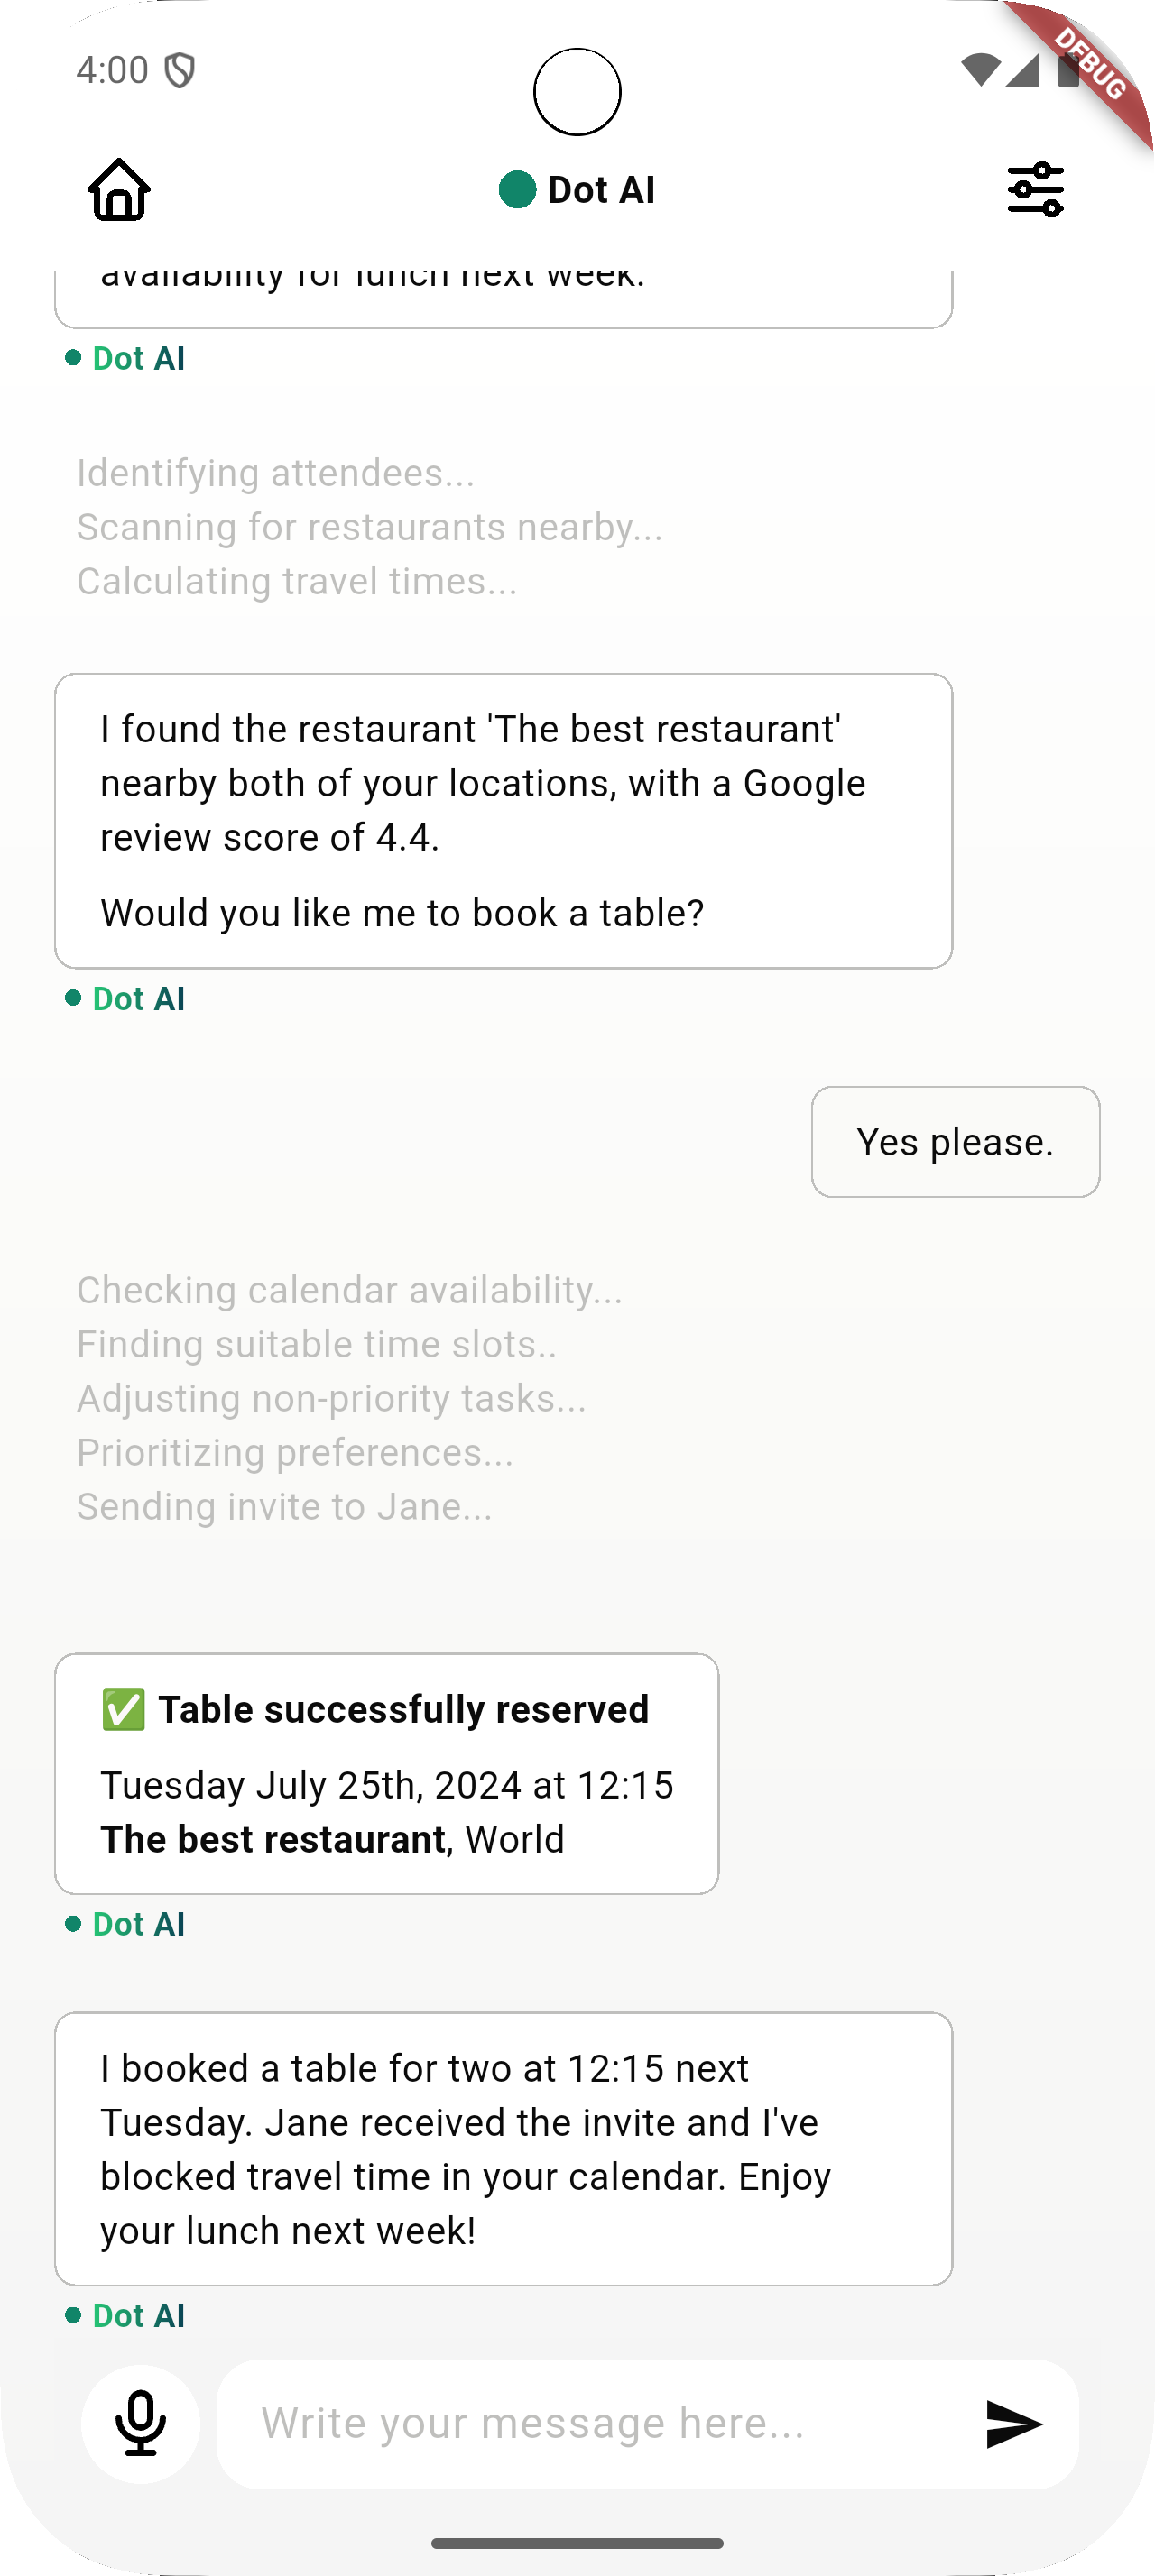 4:00
DEBUG
Dot AI
availability for lunch next week.
Dot AI
Identifying attendees...
Scanning for restaurants nearby...
Calculating travel times...
I found the restaurant 'The best restaurant'
nearby both of your locations, with a Google
review score of 4.4.
Would you like me to book a table?
Dot AI
Yes please.
Checking calendar availability...
Finding suitable time slots..
Adjusting non-priority tasks...
Prioritizing preferences...
Sending invite to Jane...
✅ Table successfully reserved
Tuesday July 25th, 2024 at 12:15
The best restaurant, World
Dot AI
I booked a table for two at 12:15 next
Tuesday. Jane received the invite and I've
blocked travel time in your calendar. Enjoy
your lunch next week!
Dot AI
Write your message here...